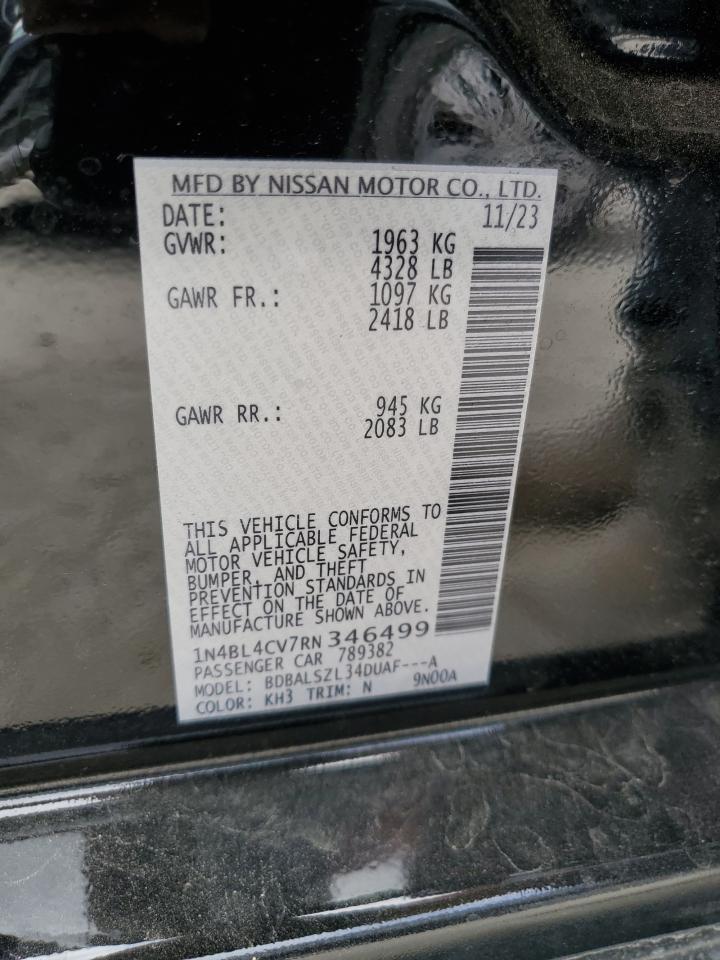 MFD BY NISSAN MOTOR CO., LTD.
DATE: 11/23
GVWR: 1963 KG
4328 LB
GAWR FR.: 1097 KG
2418 LB
GAWR RR.: 945 KG
2083 LB
THIS VEHICLE CONFORMS TO
ALL APPLICABLE FEDERAL
MOTOR VEHICLE SAFETY,
BUMPER, AND THEFT
PREVENTION STANDARDS IN
EFFECT ON THE DATE OF
MANUFACTURE SHOWN ABOVE.
1N4BL4CV7RN346499
PASSENGER CAR 789382
MODEL: BDBALSZL34DUAF---A
COLOR: KH3 TRIM: N 9N00A